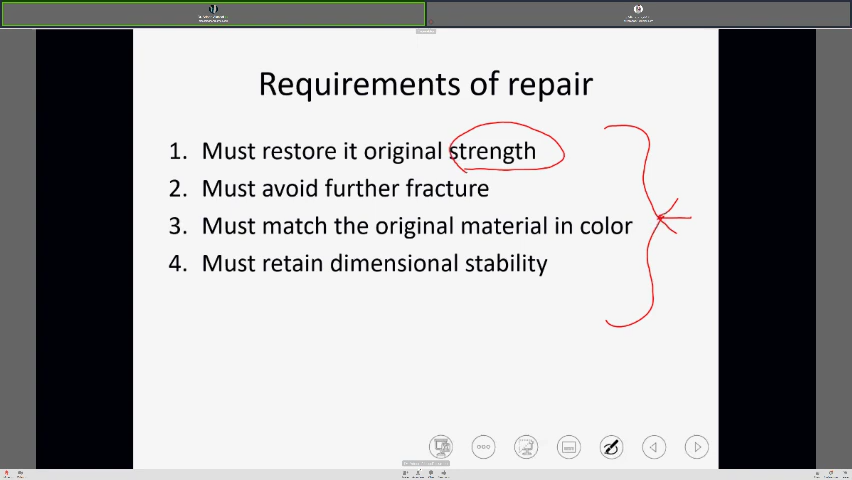 Requirements of repair
1. Must restore it original strength
2. Must avoid further fracture
3. Must match the original material in color
4. Must retain dimensional stability